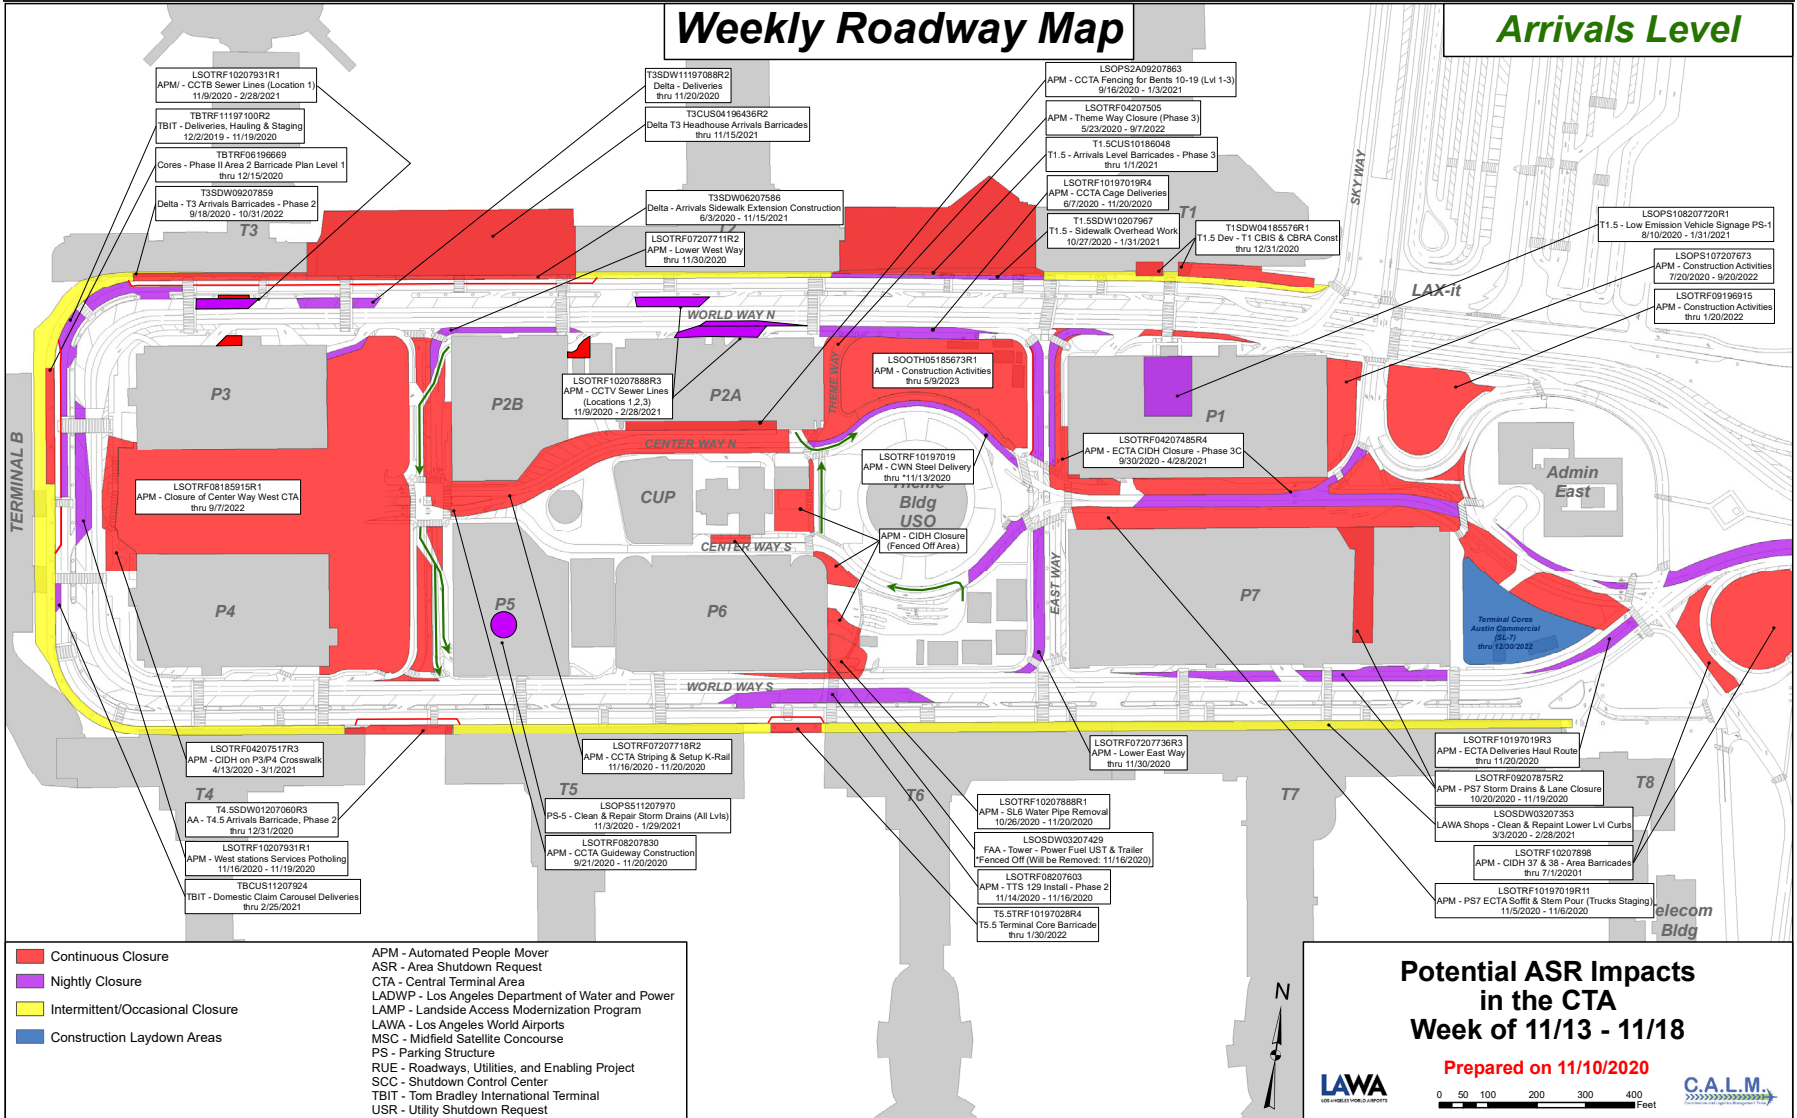 Weekly Roadway Map
Arrivals Level
LSOTRF10207931R1
APM/ - CCTB Sewer Lines (Location 1)
11/9/2020 - 2/28/2021
TBTRF11197100R2
TBIT - Deliveries, Hauling & Staging
12/2/2019 - 11/19/2020
TBTRF06196669
Cores - Phase II Area 2 Barricade Plan Level 1
thru 12/15/2020
T3SDW09207859
Delta - T3 Arrivals Barricades - Phase 2
9/18/2020 - 10/31/2022
T3SDW11197088R2
Delta - Deliveries
thru 11/20/2020
T3CUS04196436R2
Delta T3 Headhouse Arrivals Barricades
thru 11/15/2021
T3SDW06207586
Delta - Arrivals Sidewalk Extension Construction
6/3/2020 - 11/15/2021
LSOTRF07207711R2
APM - Lower West Way
thru 11/30/2020
LSOPS2A09207863
APM - CCTA Fencing for Bents 10-19 (Lvl 1-3)
9/16/2020 - 1/3/2021
LSOTRF04207505
APM - Theme Way Closure (Phase 3)
5/23/2020 - 9/7/2022
T1.5CUS10186048
T1.5 - Arrivals Level Barricades - Phase 3
thru 1/1/2021
LSOTRF10197019R4
APM - CCTA Cage Deliveries
6/7/2020 - 11/20/2020
T1.5SDW10207967
T1.5 - Sidewalk Overhead Work
10/27/2020 - 1/31/2021
T1SDW04185576R1
T1.5 Dev - T1 CBIS & CBRA Const
thru 12/31/2020
LSOPS108207720R1
T1.5 - Low Emission Vehicle Signage PS-1
8/10/2020 - 1/31/2021
LSOPS107207673
APM - Construction Activities
7/20/2020 - 9/20/2022
LSOTRF09196915
APM - Construction Activities
thru 1/20/2022
T3
T2
T1
SKY WAY
LAX-it
WORLD WAY N
P3
P2B
P2A
THEME WAY
P1
LSOTRF10207888R3
APM - CCTV Sewer Lines
(Locations 1,2,3)
11/9/2020 - 2/28/2021
LSOOTH05185673R1
APM - Construction Activities
thru 5/9/2023
CENTER WAY N
LSOTRF04207485R4
APM - ECTA CIDH Closure - Phase 3C
9/30/2020 - 4/28/2021
LSOTRF10197019
APM - CWN Steel Delivery
thru *11/13/2020
Theme
Bldg
USO
Admin
East
TERMINAL B
LSOTRF08185915R1
APM - Closure of Center Way West CTA
thru 9/7/2022
CUP
CENTER WAY S
APM - CIDH Closure
(Fenced Off Area)
EAST WAY
P4
P5
P6
P7
Terminal Cores
Austin Commercial
(SL-7)
thru 12/30/2022
WORLD WAY S
LSOTRF04207517R3
APM - CIDH on P3/P4 Crosswalk
4/13/2020 - 3/1/2021
T4
T4.5SDW01207060R3
AA - T4.5 Arrivals Barricade, Phase 2
thru 12/31/2020
LSOTRF10207931R1
APM - West stations Services Potholing
11/16/2020 - 11/19/2020
TBCUS11207924
TBIT - Domestic Claim Carousel Deliveries
thru 2/25/2021
LSOTRF07207718R2
APM - CCTA Striping & Setup K-Rail
11/16/2020 - 11/20/2020
T5
LSOPS511207970
PS-5 - Clean & Repair Storm Drains (All Lvls)
11/3/2020 - 1/29/2021
LSOTRF08207830
APM - CCTA Guideway Construction
9/21/2020 - 11/20/2020
T6
LSOTRF07207736R3
APM - Lower East Way
thru 11/30/2020
LSOTRF10207888R1
APM - SL6 Water Pipe Removal
10/26/2020 - 11/20/2020
LSOSDW03207429
FAA - Tower - Power Fuel UST & Trailer
*Fenced Off (Will be Removed: 11/16/2020)
LSOTRF08207603
APM - TTS 129 Install - Phase 2
11/14/2020 - 11/16/2020
T5.5TRF10197028R4
T5.5 Terminal Core Barricade
thru 1/30/2022
T7
T8
LSOTRF10197019R3
APM - ECTA Deliveries Haul Route
thru 11/20/2020
LSOTRF09207875R2
APM - PS7 Storm Drains & Lane Closure
10/20/2020 - 11/19/2020
LSOSDW03207353
LAWA Shops - Clean & Repaint Lower Lvl Curbs
3/3/2020 - 2/28/2021
LSOTRF10207898
APM - CIDH 37 & 38 - Area Barricades
thru 7/1/20201
LSOTRF10197019R11
APM - PS7 ECTA Soffit & Stem Pour (Trucks Staging)
11/5/2020 - 11/6/2020
elecom
Bldg
Continuous Closure
Nightly Closure
Intermittent/Occasional Closure
Construction Laydown Areas
APM - Automated People Mover
ASR - Area Shutdown Request
CTA - Central Terminal Area
LADWP - Los Angeles Department of Water and Power
LAMP - Landside Access Modernization Program
LAWA - Los Angeles World Airports
MSC - Midfield Satellite Concourse
PS - Parking Structure
RUE - Roadways, Utilities, and Enabling Project
SCC - Shutdown Control Center
TBIT - Tom Bradley International Terminal
USR - Utility Shutdown Request
N
Potential ASR Impacts
in the CTA
Week of 11/13 - 11/18
Prepared on 11/10/2020
LAWA
LOS ANGELES WORLD AIRPORTS
0 50 100 200 300 400
Feet
C.A.L.M.